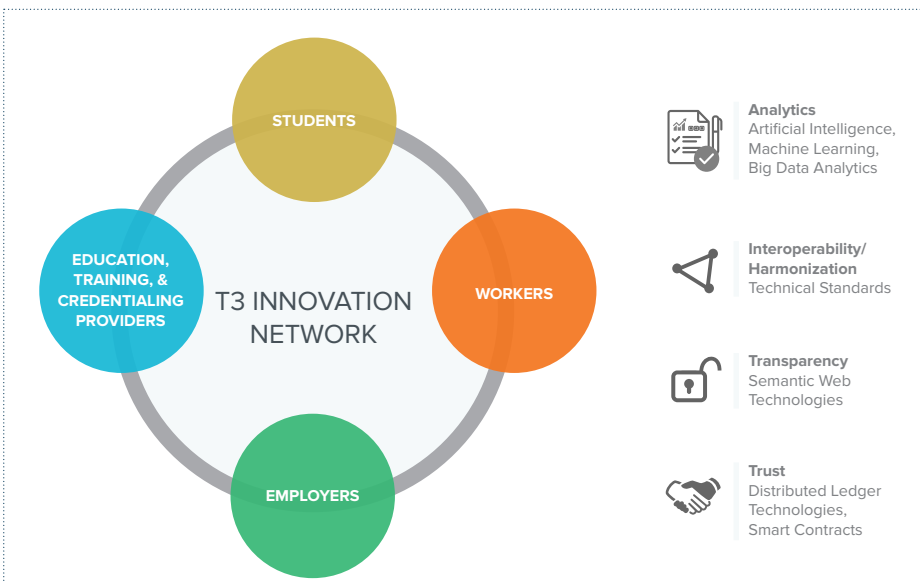 STUDENTS
EDUCATION,
TRAINING, &
CREDENTIALING
PROVIDERS
T3 INNOVATION
NETWORK
WORKERS
EMPLOYERS
Analytics
Artificial Intelligence,
Machine Learning,
Big Data Analytics
Interoperability/
Harmonization
Technical Standards
Transparency
Semantic Web
Technologies
Trust
Distributed Ledger
Technologies,
Smart Contracts